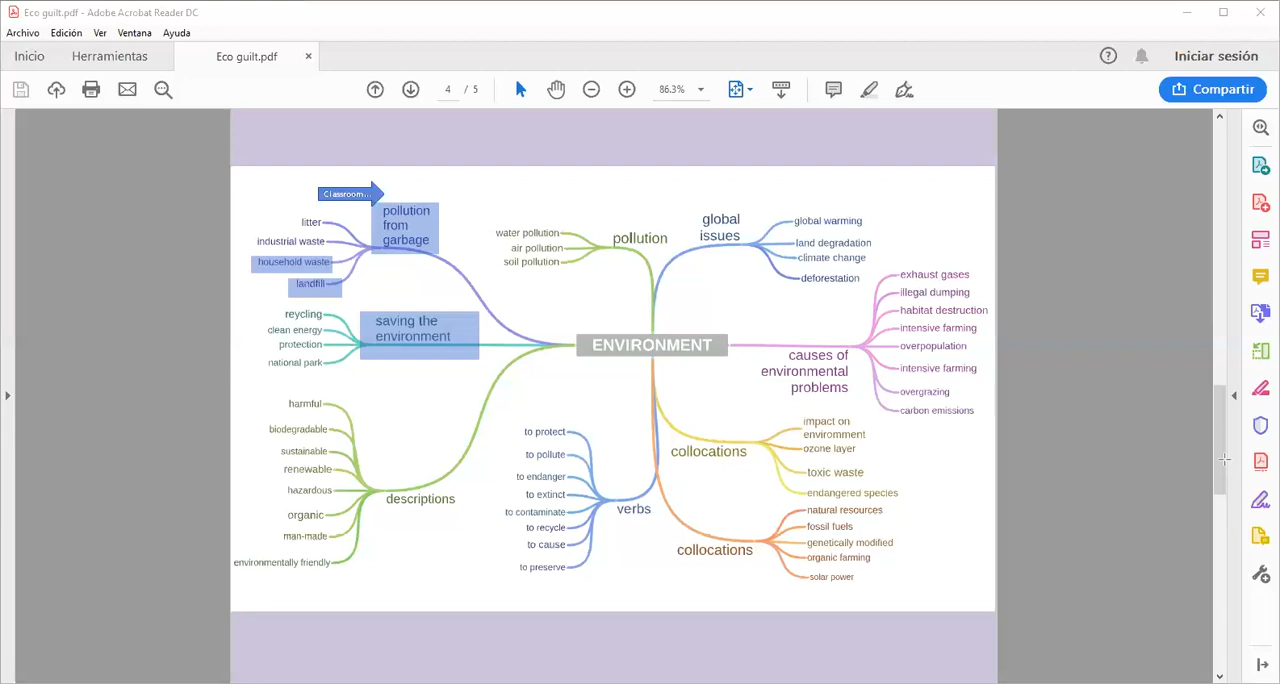 Eco guilt.pdf - Adobe Acrobat Reader DC
Archivo Edición Ver Ventana Ayuda
Inicio Herramientas Eco guilt.pdf × Iniciar sesión
4 / 5 86.3% Compartir
Classroom...
pollution
from
garbage
litter
industrial waste
household waste
landfill
saving the
environment
reycling
clean energy
protection
national park
descriptions
harmful
biodegradable
sustainable
renewable
hazardous
organic
man-made
environmentally friendly
pollution
water pollution
air pollution
soil pollution
global
issues
global warming
land degradation
climate change
deforestation
ENVIRONMENT
causes of
environmental
problems
exhaust gases
illegal dumping
habitat destruction
intensive farming
overpopulation
intensive farming
overgrazing
carbon emissions
collocations
impact on
enviromment
ozone layer
toxic waste
endangered species
verbs
to protect
to pollute
to endanger
to extinct
to contaminate
to recycle
to cause
to preserve
collocations
natural resources
fossil fuels
genetically modified
organic farming
solar power